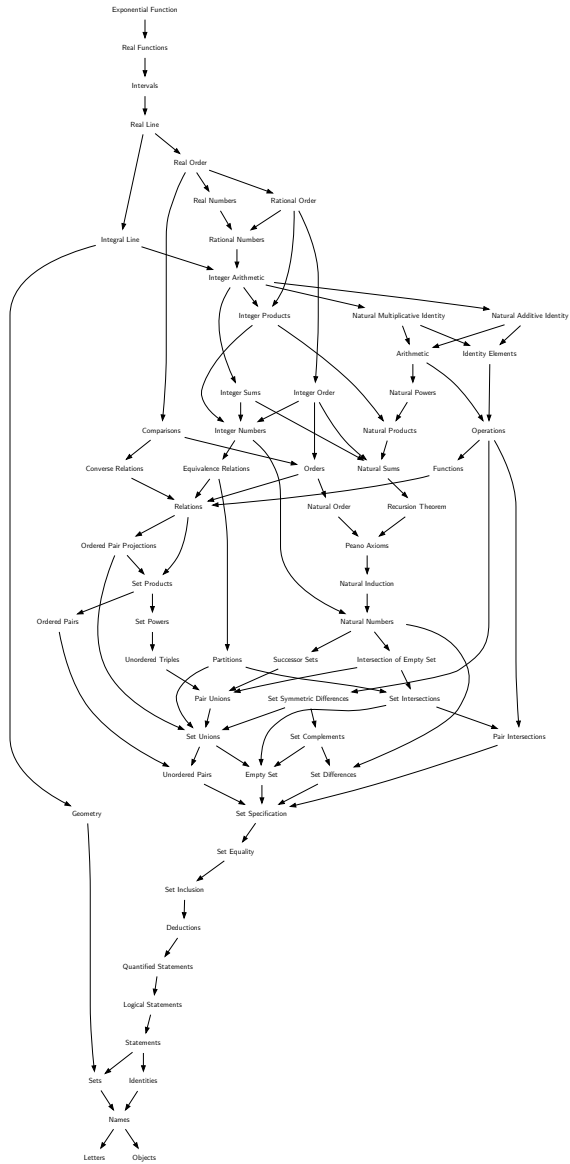 Exponential Function
Real Functions
Intervals
Real Line
Real Order
Real Numbers
Rational Order
Integral Line
Rational Numbers
Integer Arithmetic
Integer Products
Natural Multiplicative Identity
Natural Additive Identity
Arithmetic
Identity Elements
Integer Sums
Integer Order
Natural Powers
Comparisons
Integer Numbers
Natural Products
Operations
Converse Relations
Equivalence Relations
Orders
Natural Sums
Functions
Relations
Natural Order
Recursion Theorem
Ordered Pair Projections
Peano Axioms
Set Products
Natural Induction
Ordered Pairs
Set Powers
Natural Numbers
Unordered Triples
Partitions
Successor Sets
Intersection of Empty Set
Pair Unions
Set Symmetric Differences
Set Intersections
Set Unions
Set Complements
Pair Intersections
Unordered Pairs
Empty Set
Set Differences
Geometry
Set Specification
Set Equality
Set Inclusion
Deductions
Quantified Statements
Logical Statements
Statements
Sets
Identities
Names
Letters
Objects